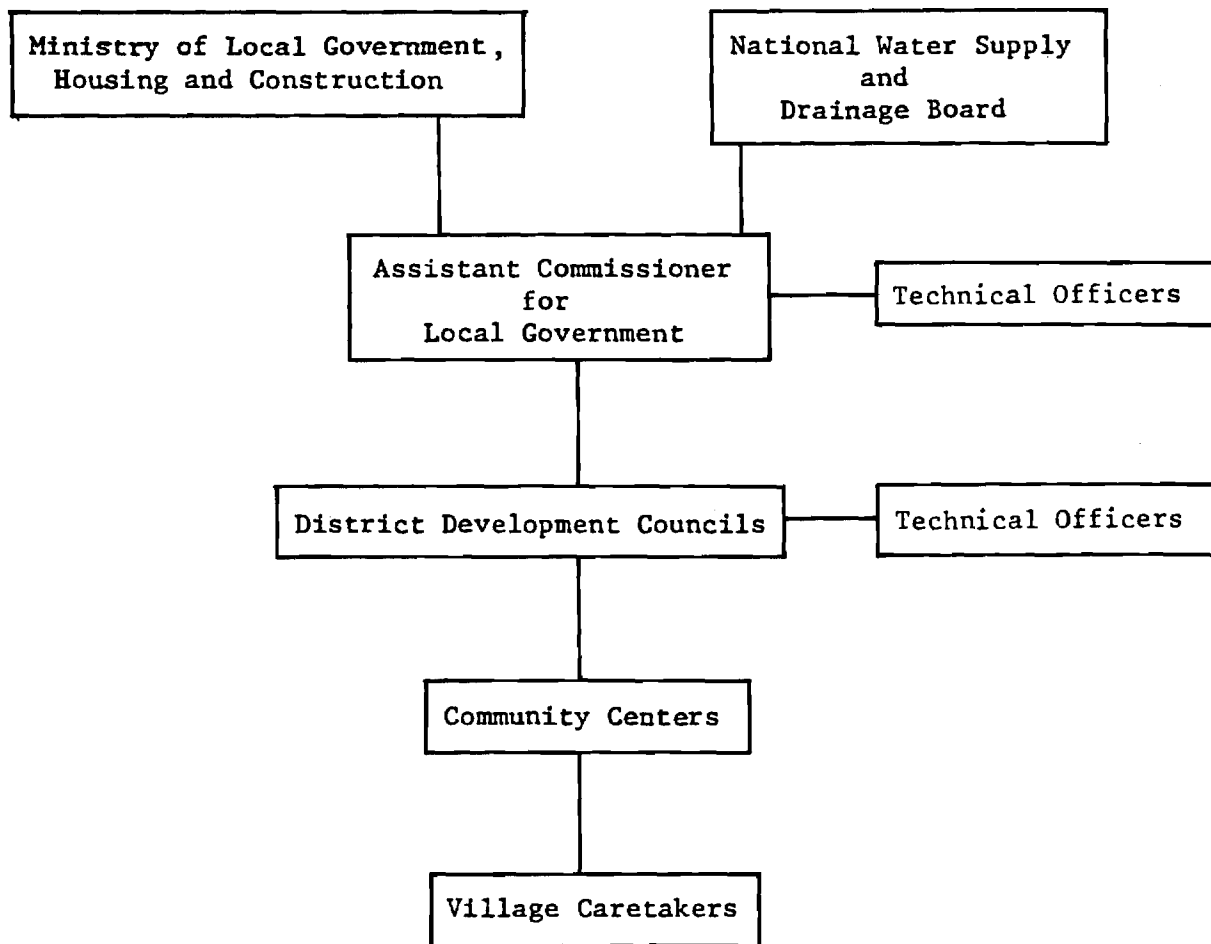 Ministry of Local Government,
Housing and Construction
National Water Supply
and
Drainage Board
Assistant Commissioner
for
Local Government
Technical Officers
District Development Councils
Technical Officers
Community Centers
Village Caretakers